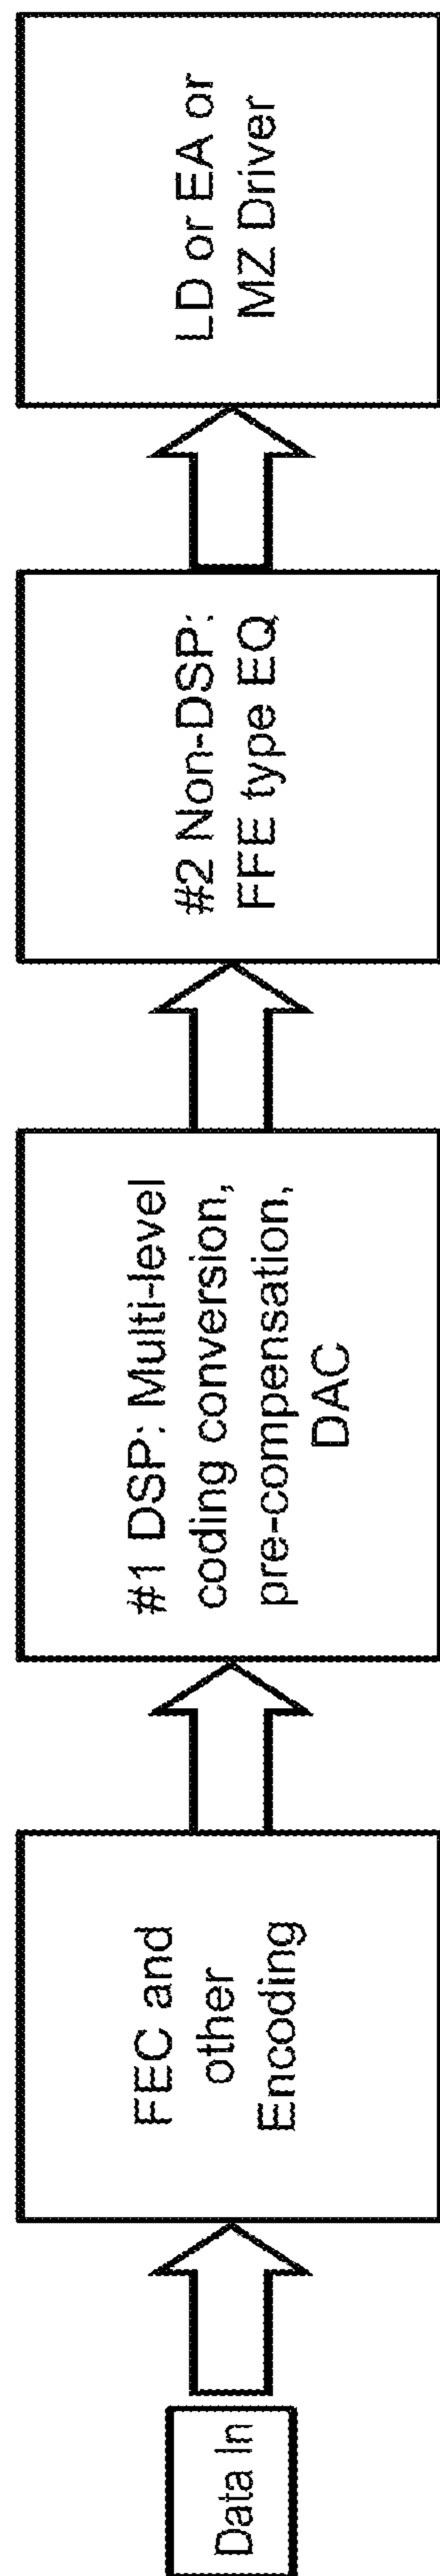 Data In
FEC and
other
Encoding
#1 DSP: Multi-level
coding conversion,
pre-compensation,
DAC
#2 Non-DSP:
FFE type EQ
LD or EA or
MZ Driver